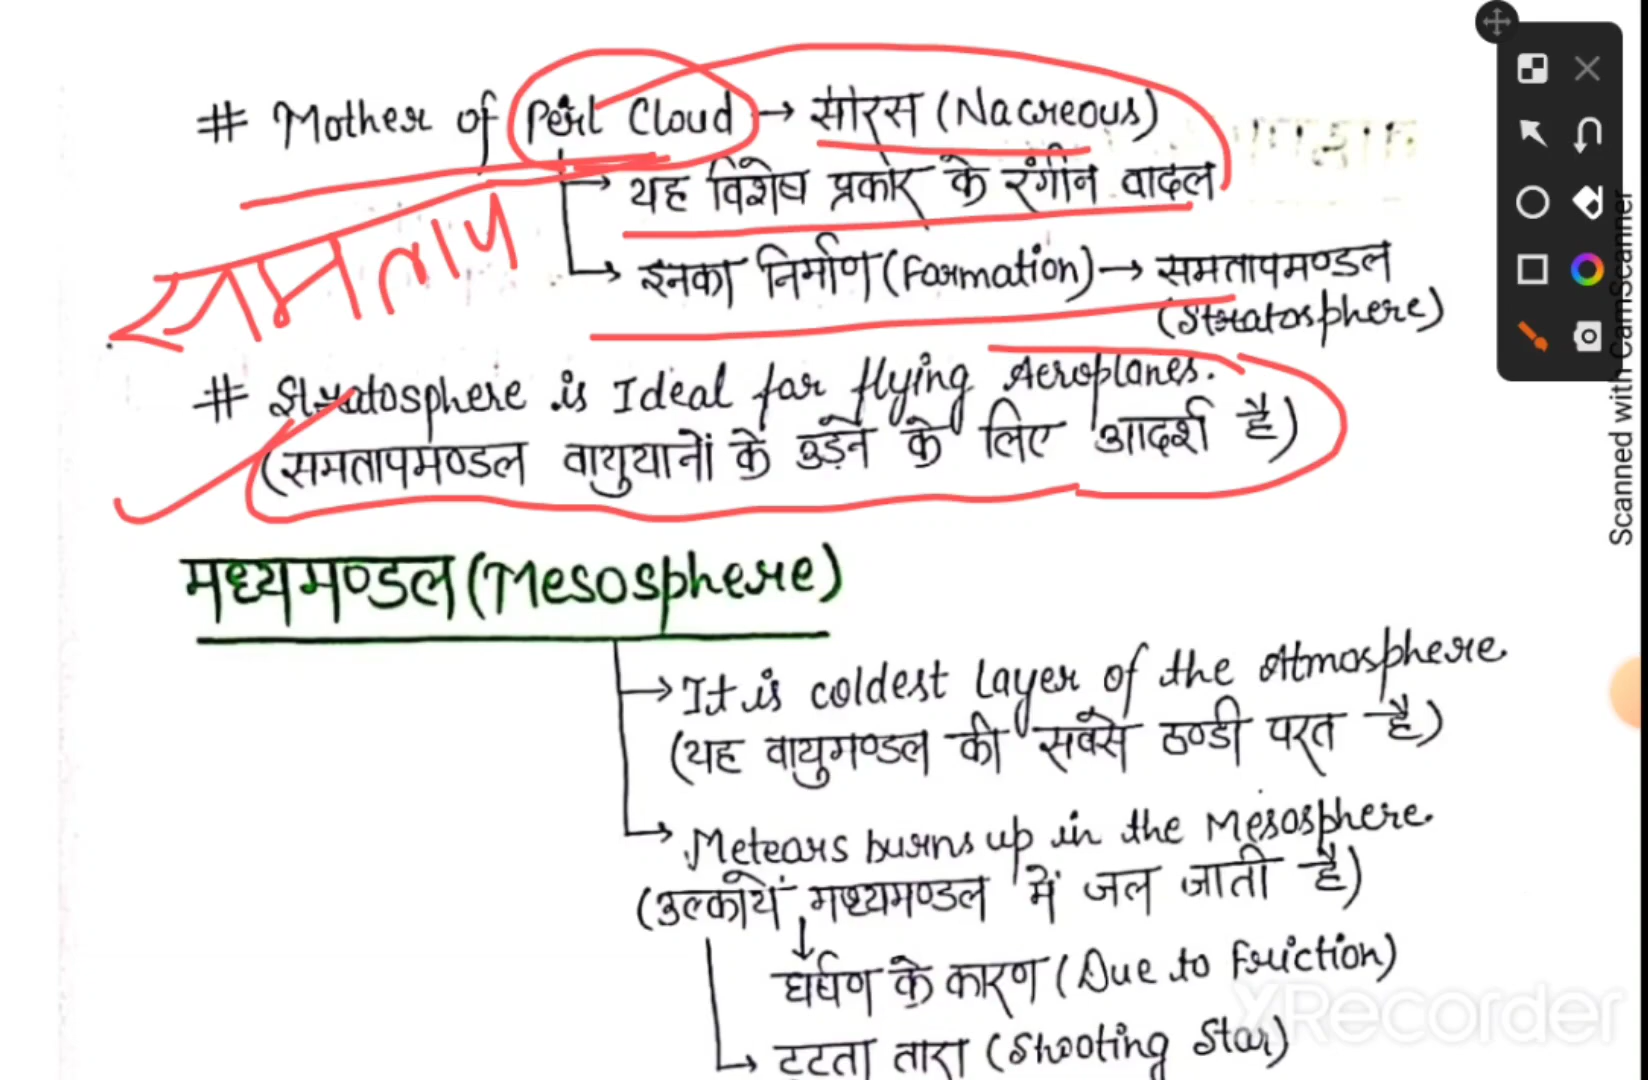 # Mother of Perl Cloud → सीरस (Nacreous)
→ यह विशेष प्रकार के रंगीन बादल
समताप
→ इनका निर्माण (Formation) → समतापमण्डल
(Stratosphere)
# Stratosphere is Ideal for flying Aeroplanes.
(समतापमण्डल वायुयानों के उड़ने के लिए आदर्श है)
मध्यमण्डल (Mesosphere)
→ It is coldest Layer of the Atmosphere
(यह वायुमण्डल की सबसे ठण्डी परत है)
→ Meteors burns up in the Mesosphere.
(उल्कायें मध्यमण्डल में जल जाती है)
↓
घर्षण के कारण (Due to Friction)
→ टूटता तारा (Shooting Star)
Scanned with CamScanner
XRecorder